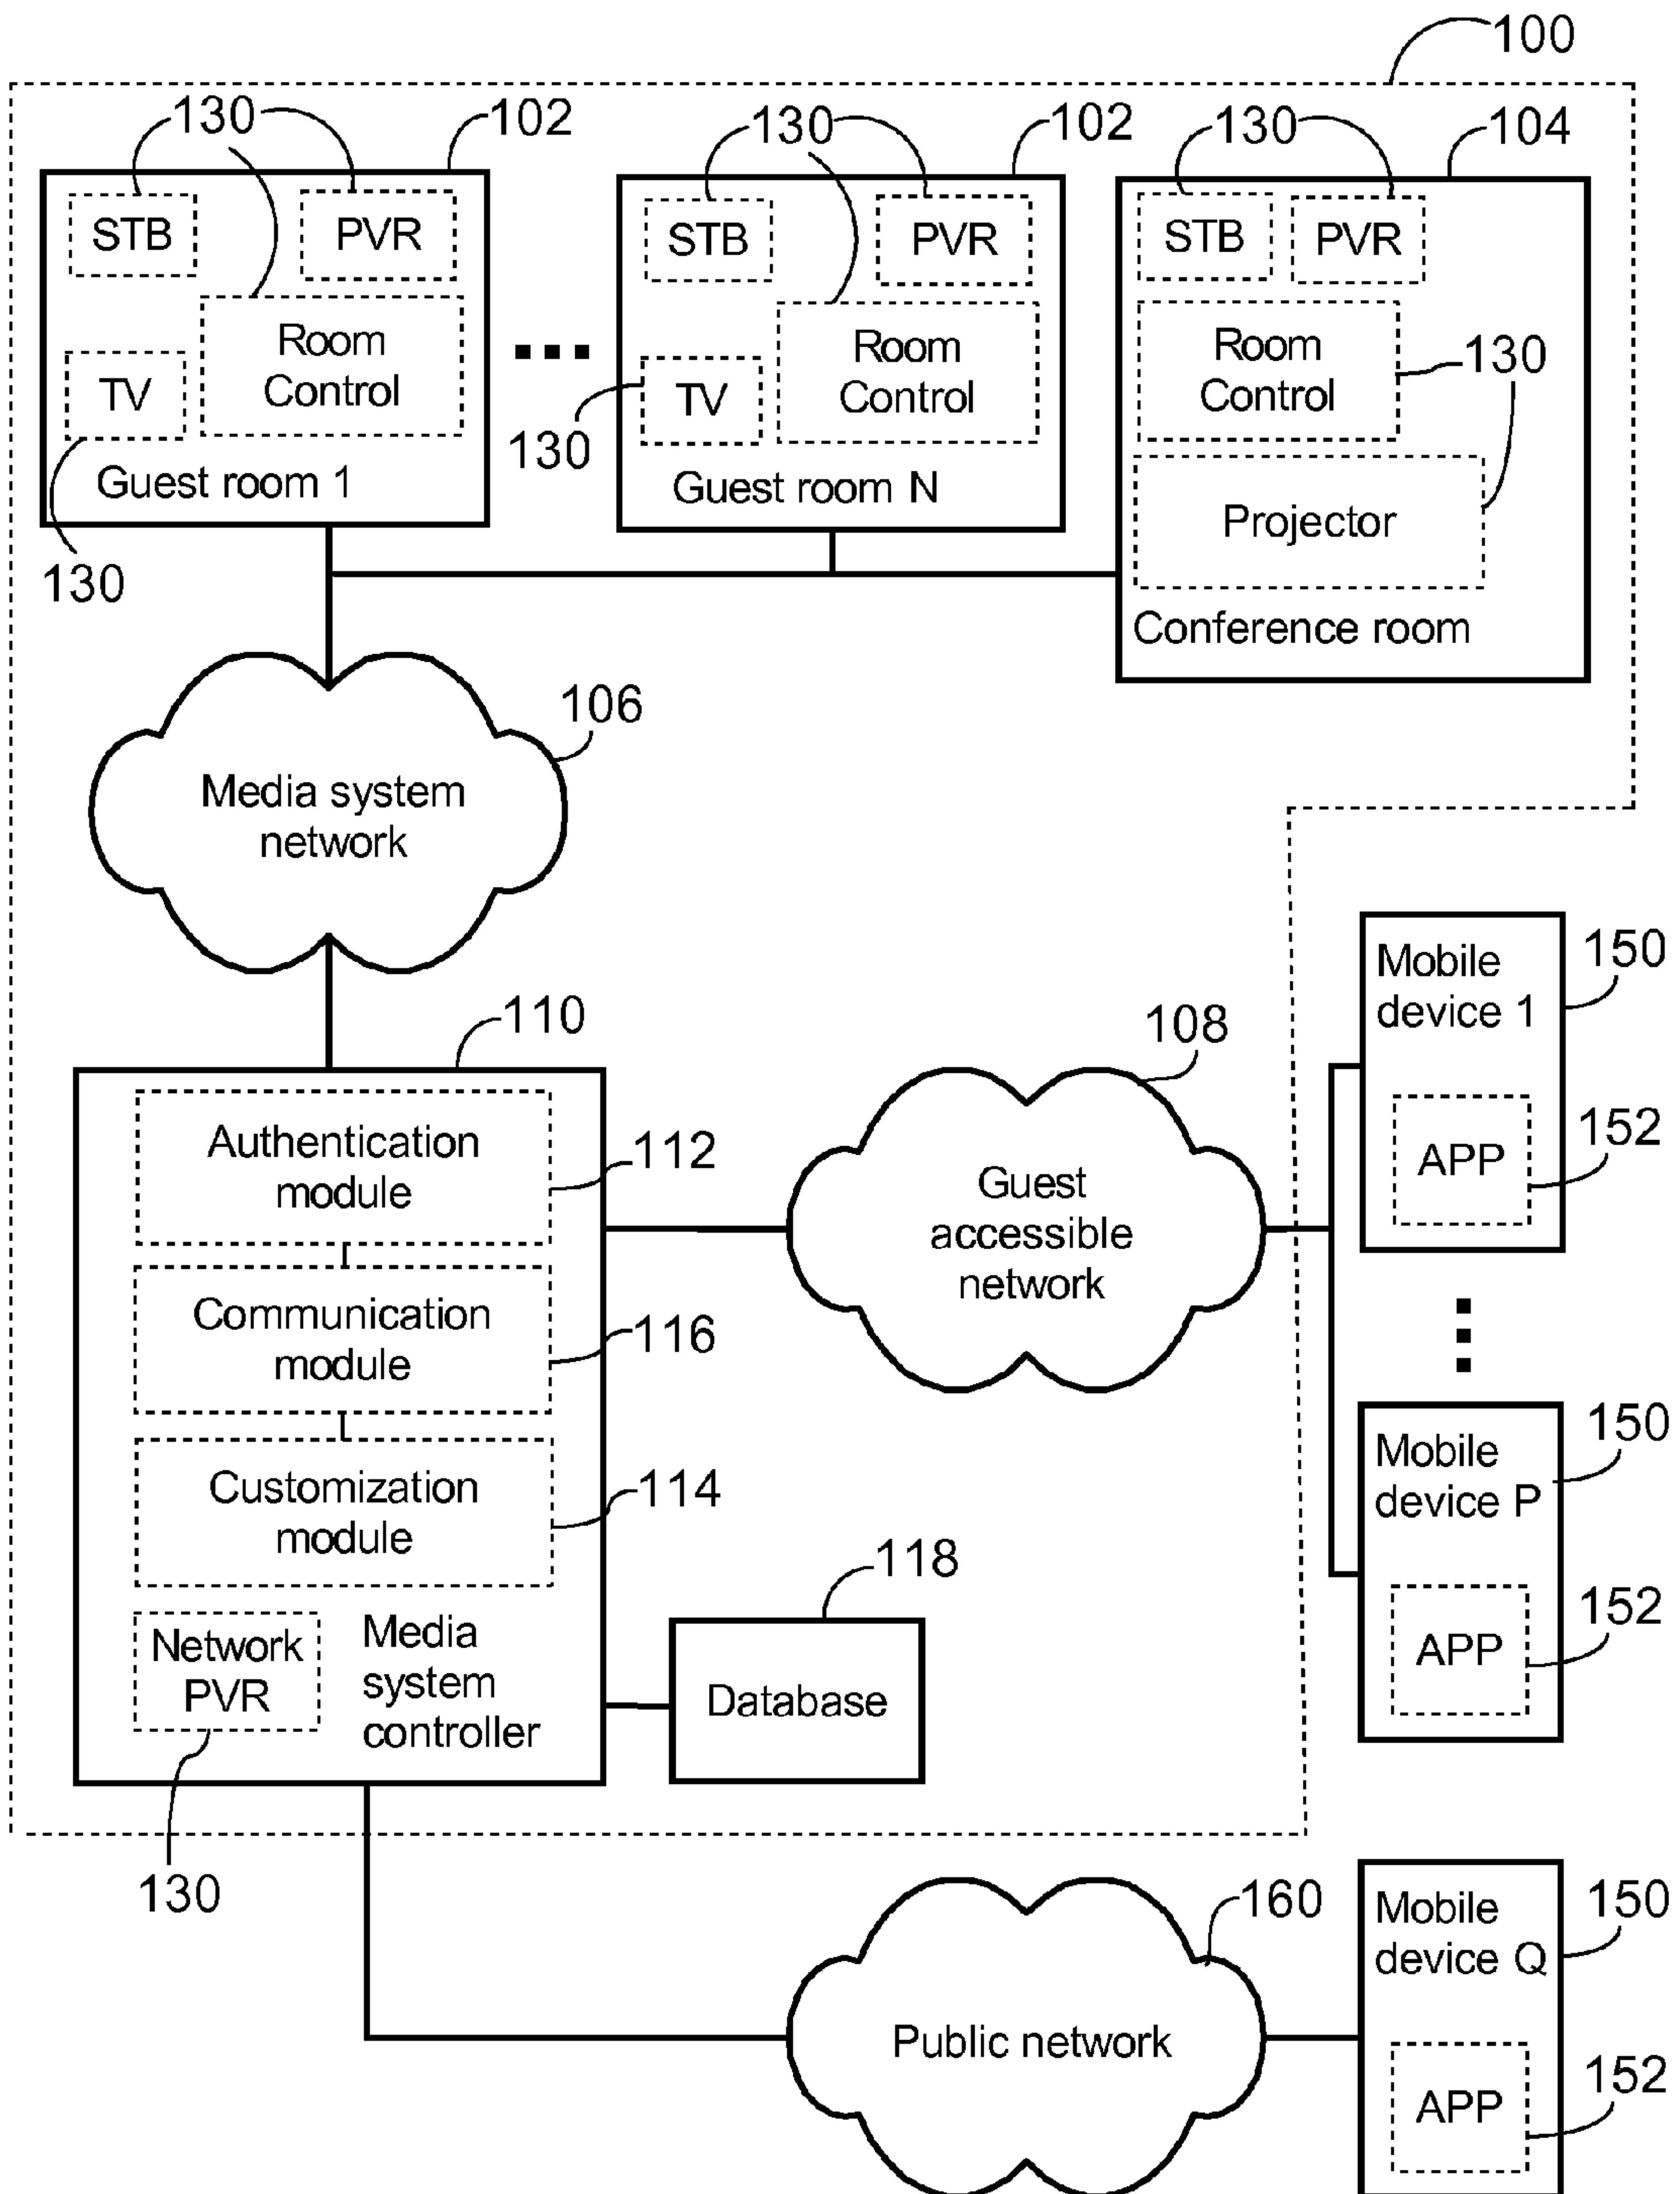 100
130
102
130
102
130
104
STB
PVR
STB
PVR
STB
PVR
Room
Control
TV
Room
Control
TV
Room
Control
130
130
Guest room 1
Guest room N
Projector
130
Conference room
106
Media system
network
110
108
Mobile
device 1
150
APP
152
Authentication
module
112
Guest
accessible
network
Communication
module
116
Customization
module
114
Mobile
device P
150
APP
152
118
Network
PVR
Media
system
controller
Database
130
160
Mobile
device Q
150
Public network
APP
152